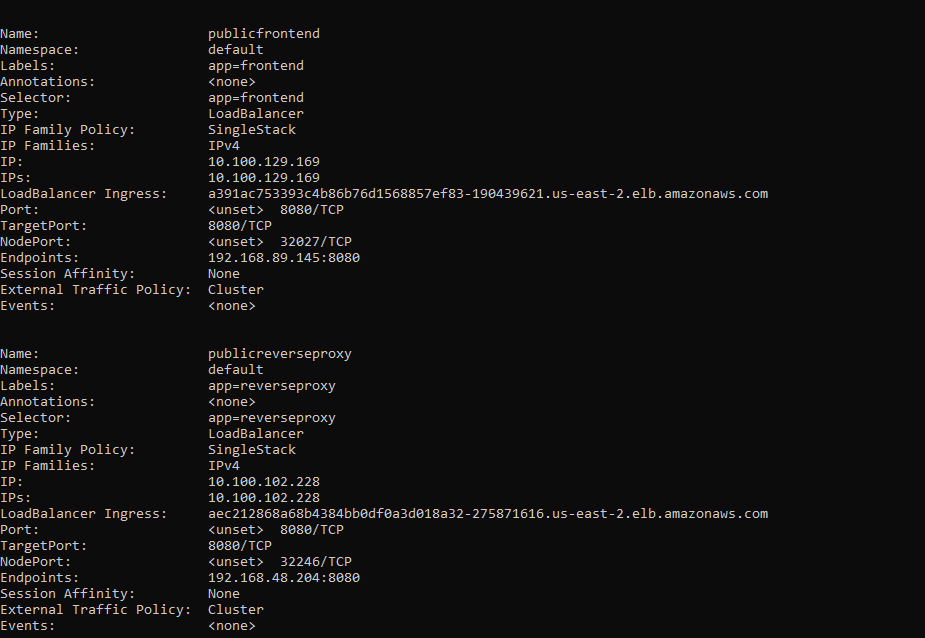 Name:                     publicfrontend
Namespace:                default
Labels:                   app=frontend
Annotations:              <none>
Selector:                 app=frontend
Type:                     LoadBalancer
IP Family Policy:         SingleStack
IP Families:              IPv4
IP:                       10.100.129.169
IPs:                      10.100.129.169
LoadBalancer Ingress:     a391ac753393c4b86b76d1568857ef83-190439621.us-east-2.elb.amazonaws.com
Port:                     <unset>  8080/TCP
TargetPort:               8080/TCP
NodePort:                 <unset>  32027/TCP
Endpoints:                192.168.89.145:8080
Session Affinity:         None
External Traffic Policy:  Cluster
Events:                   <none>
Name:                     publicreverseproxy
Namespace:                default
Labels:                   app=reverseproxy
Annotations:              <none>
Selector:                 app=reverseproxy
Type:                     LoadBalancer
IP Family Policy:         SingleStack
IP Families:              IPv4
IP:                       10.100.102.228
IPs:                      10.100.102.228
LoadBalancer Ingress:     aec212868a68b4384bb0df0a3d018a32-275871616.us-east-2.elb.amazonaws.com
Port:                     <unset>  8080/TCP
TargetPort:               8080/TCP
NodePort:                 <unset>  32246/TCP
Endpoints:                192.168.48.204:8080
Session Affinity:         None
External Traffic Policy:  Cluster
Events:                   <none>